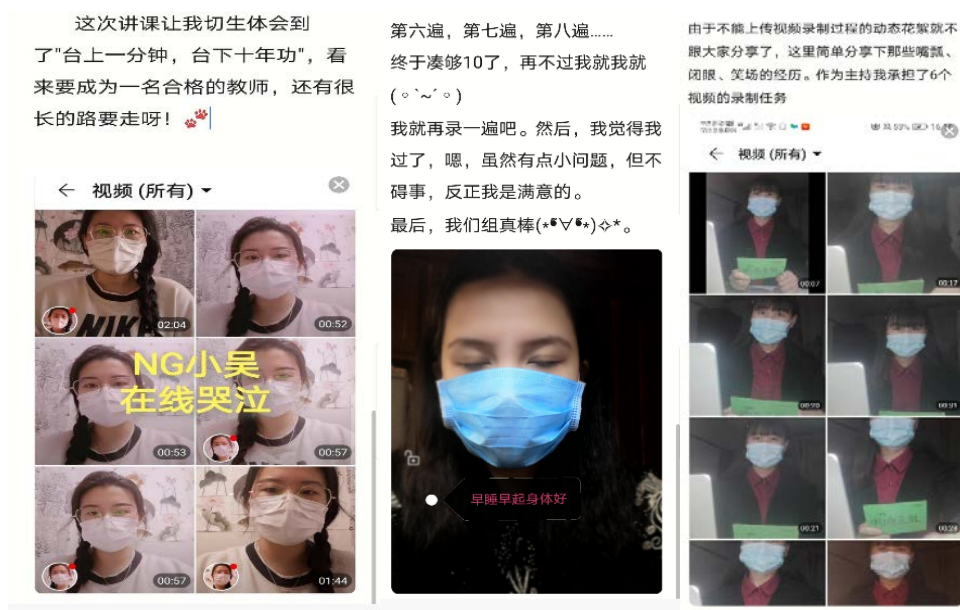 这次讲课让我切生体会到
了"台上一分钟，台下十年功"，看
来要成为一名合格的教师，还有很
长的路要走呀！🐾
视频 (所有)
02:04
00:52
NIKE
NG小吴
在线哭泣
00:53
00:57
00:57
01:44
第六遍，第七遍，第八遍……
终于凑够10了，再不过我就我就
(◦`~´◦)
我就再录一遍吧。然后，我觉得我
过了，嗯，虽然有点小问题，但不
碍事，反正我是满意的。
最后，我们组真棒(*❛∀❛*)✧*。
早睡早起身体好
由于不能上传视频录制过程的动态花絮就不
跟大家分享了，这里简单分享下那些嘴瓢、
闭眼、笑场的经历。作为主持我承担了6个
视频的录制任务
视频 (所有)
00:07
00:17
00:21